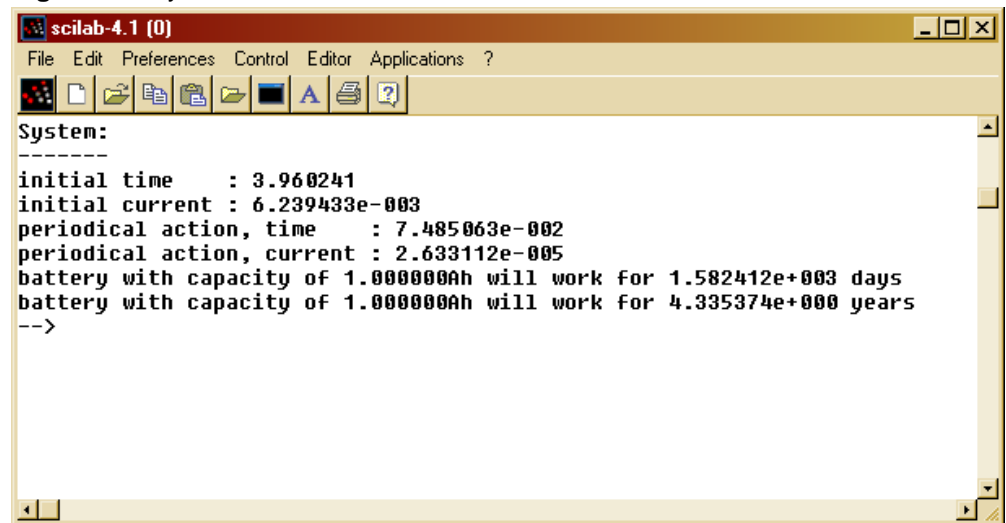 scilab-4.1 (0)
File Edit Preferences Control Editor Applications ?
System:
-------
initial time    : 3.960241
initial current : 6.239433e-003
periodical action, time    : 7.485063e-002
periodical action, current : 2.633112e-005
battery with capacity of 1.000000Ah will work for 1.582412e+003 days
battery with capacity of 1.000000Ah will work for 4.335374e+000 years
-->